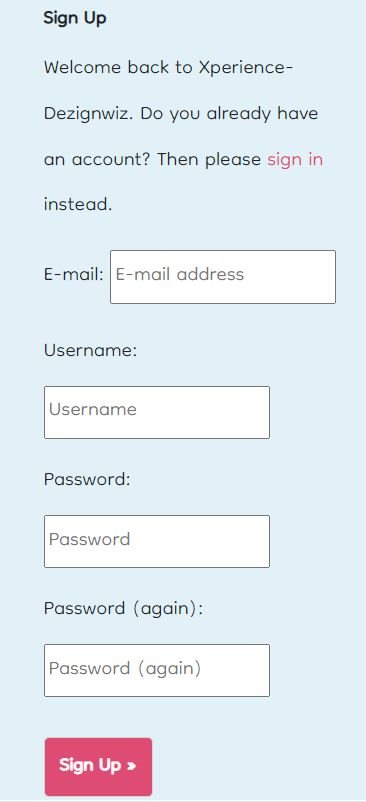 Sign Up
Welcome back to Xperience-
Dezignwiz. Do you already have
an account? Then please sign in
instead.
E-mail: E-mail address
Username:
Username
Password:
Password
Password (again):
Password (again)
Sign Up »